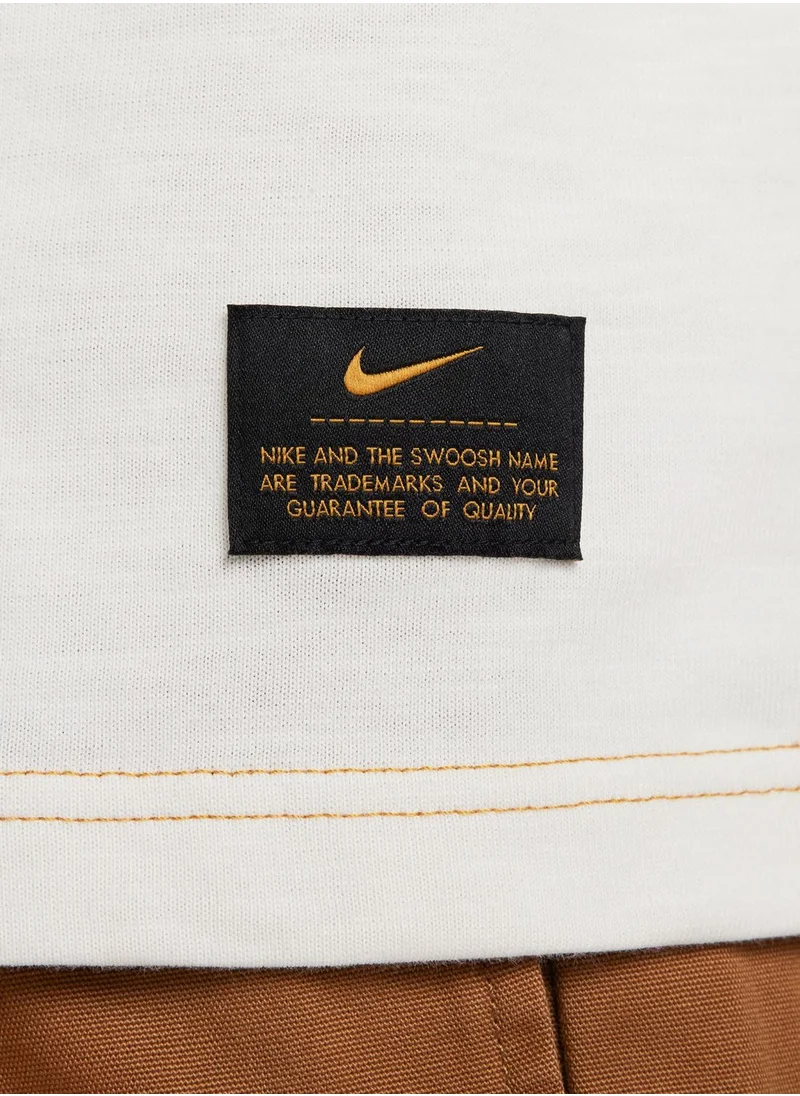 NIKE AND THE SWOOSH NAME
ARE TRADEMARKS AND YOUR
GUARANTEE OF QUALITY